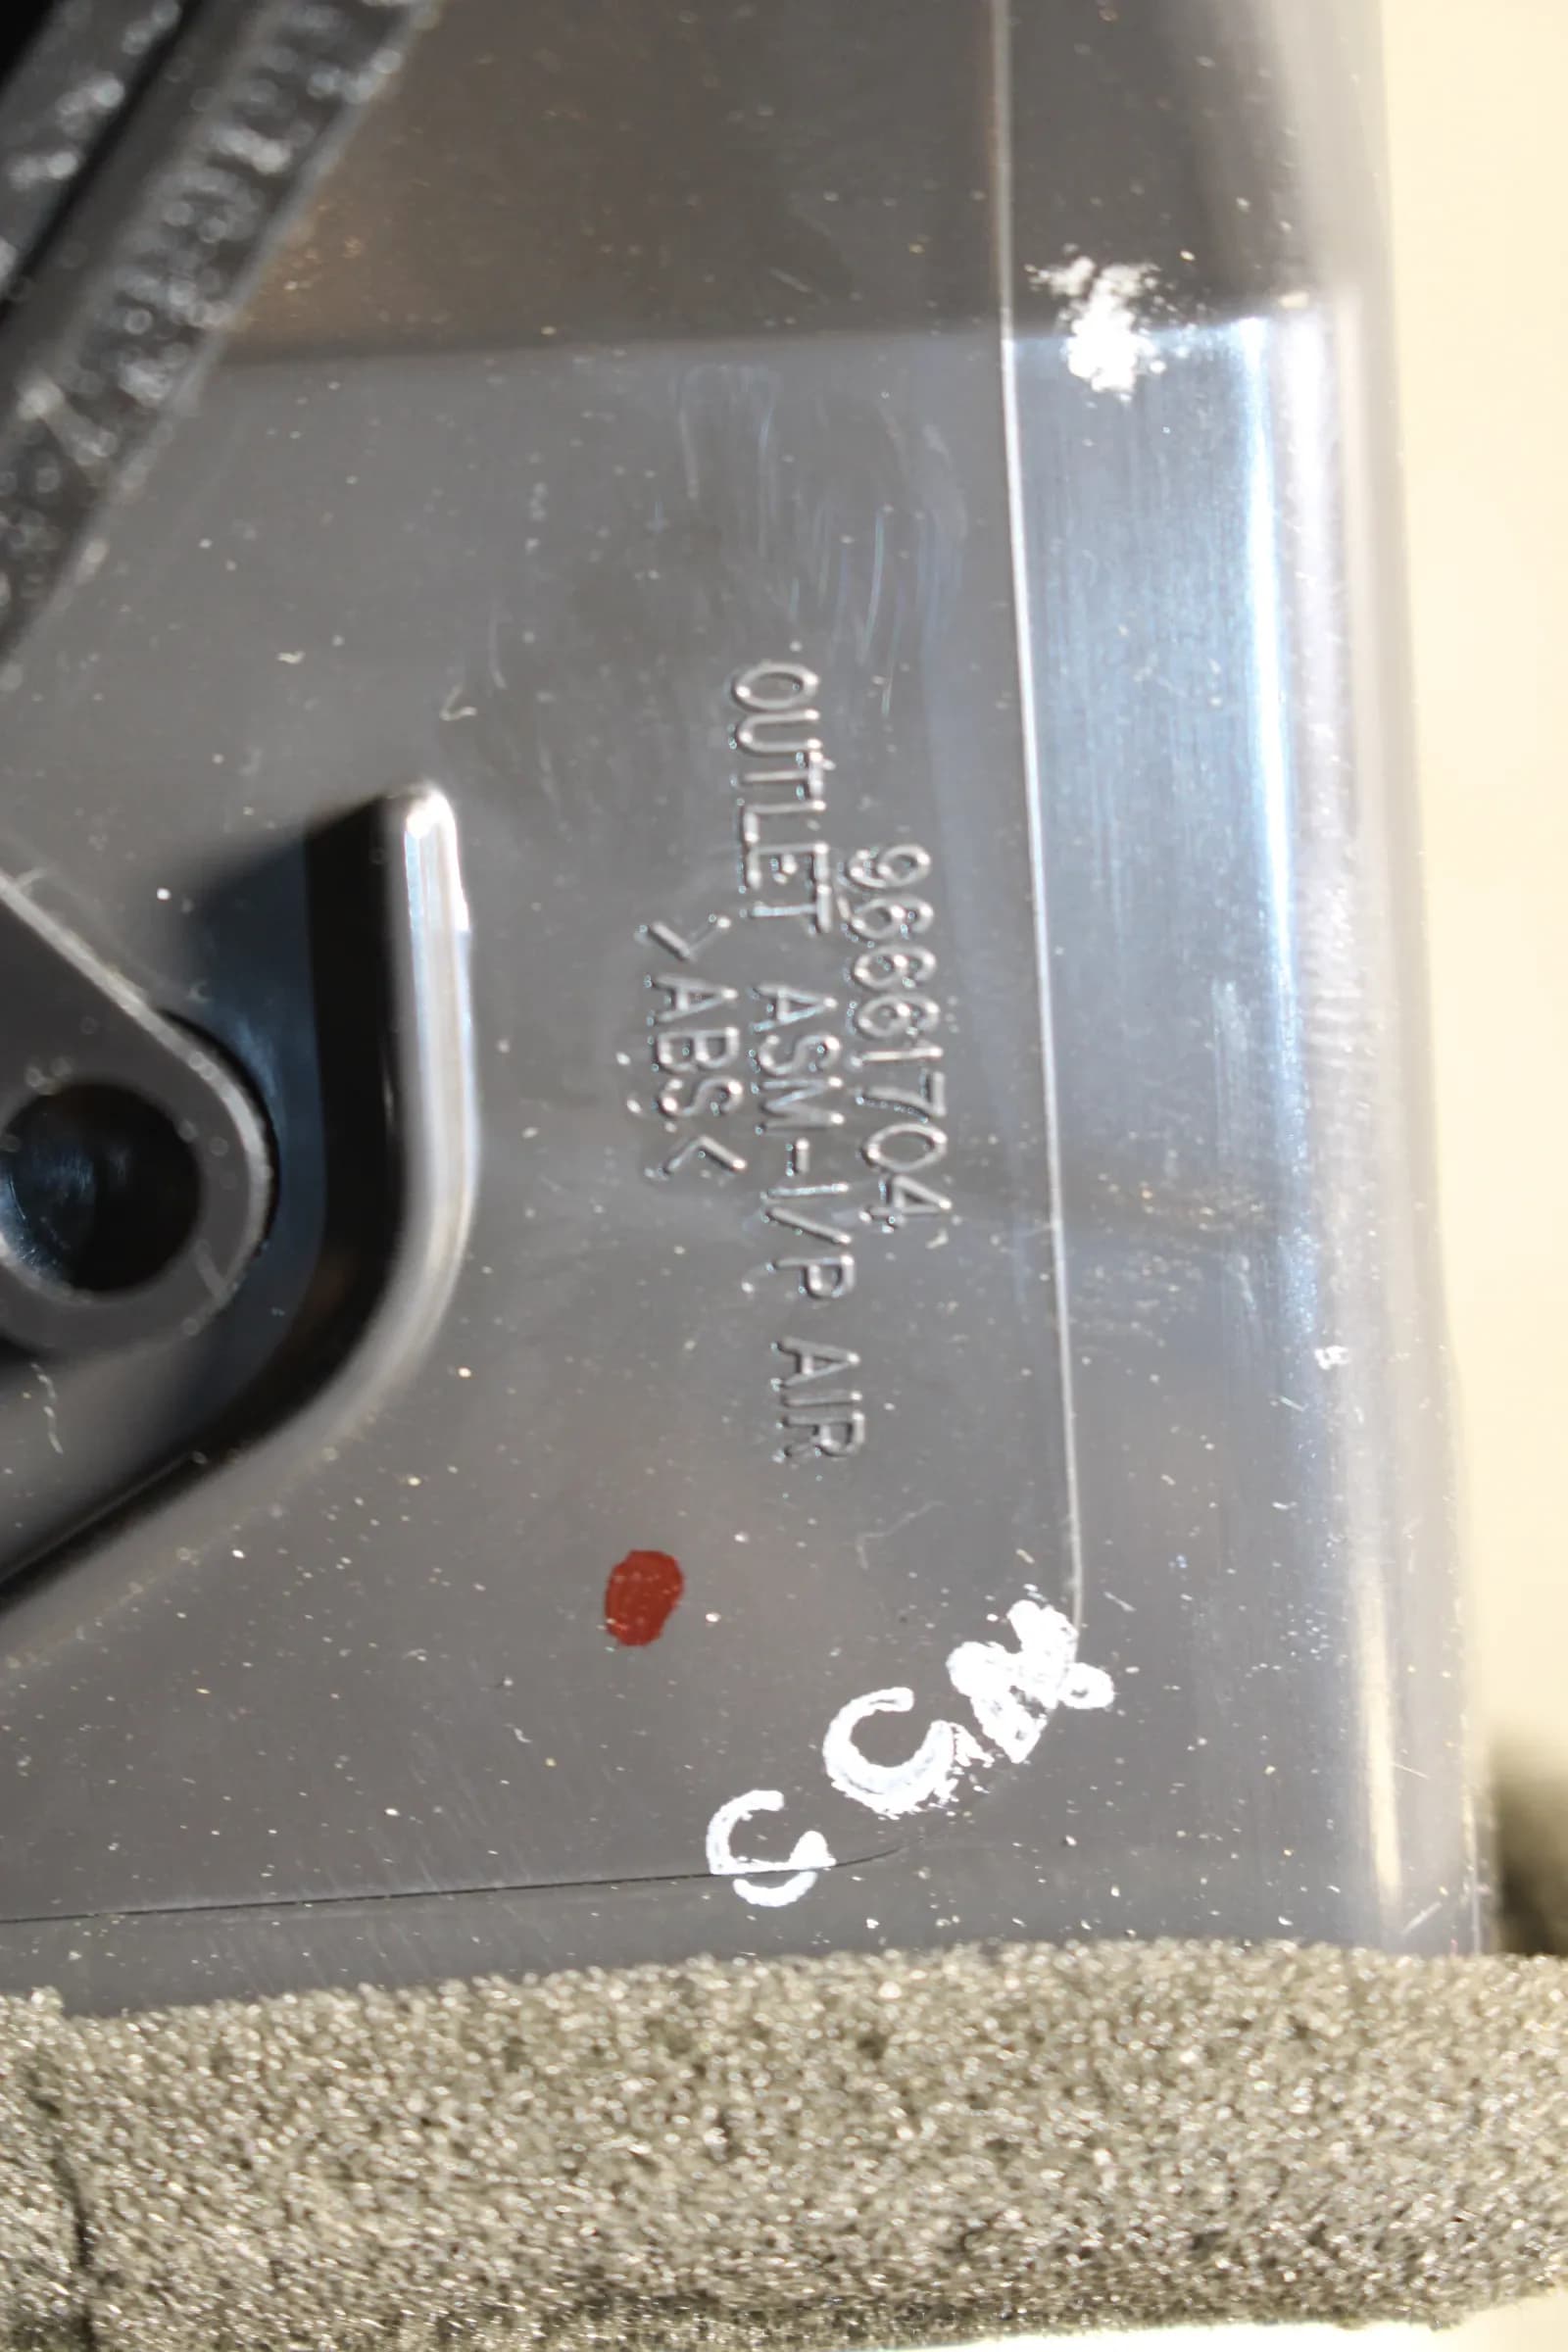 96661704
OUTLET ASM-I/P AIR
>ABS<